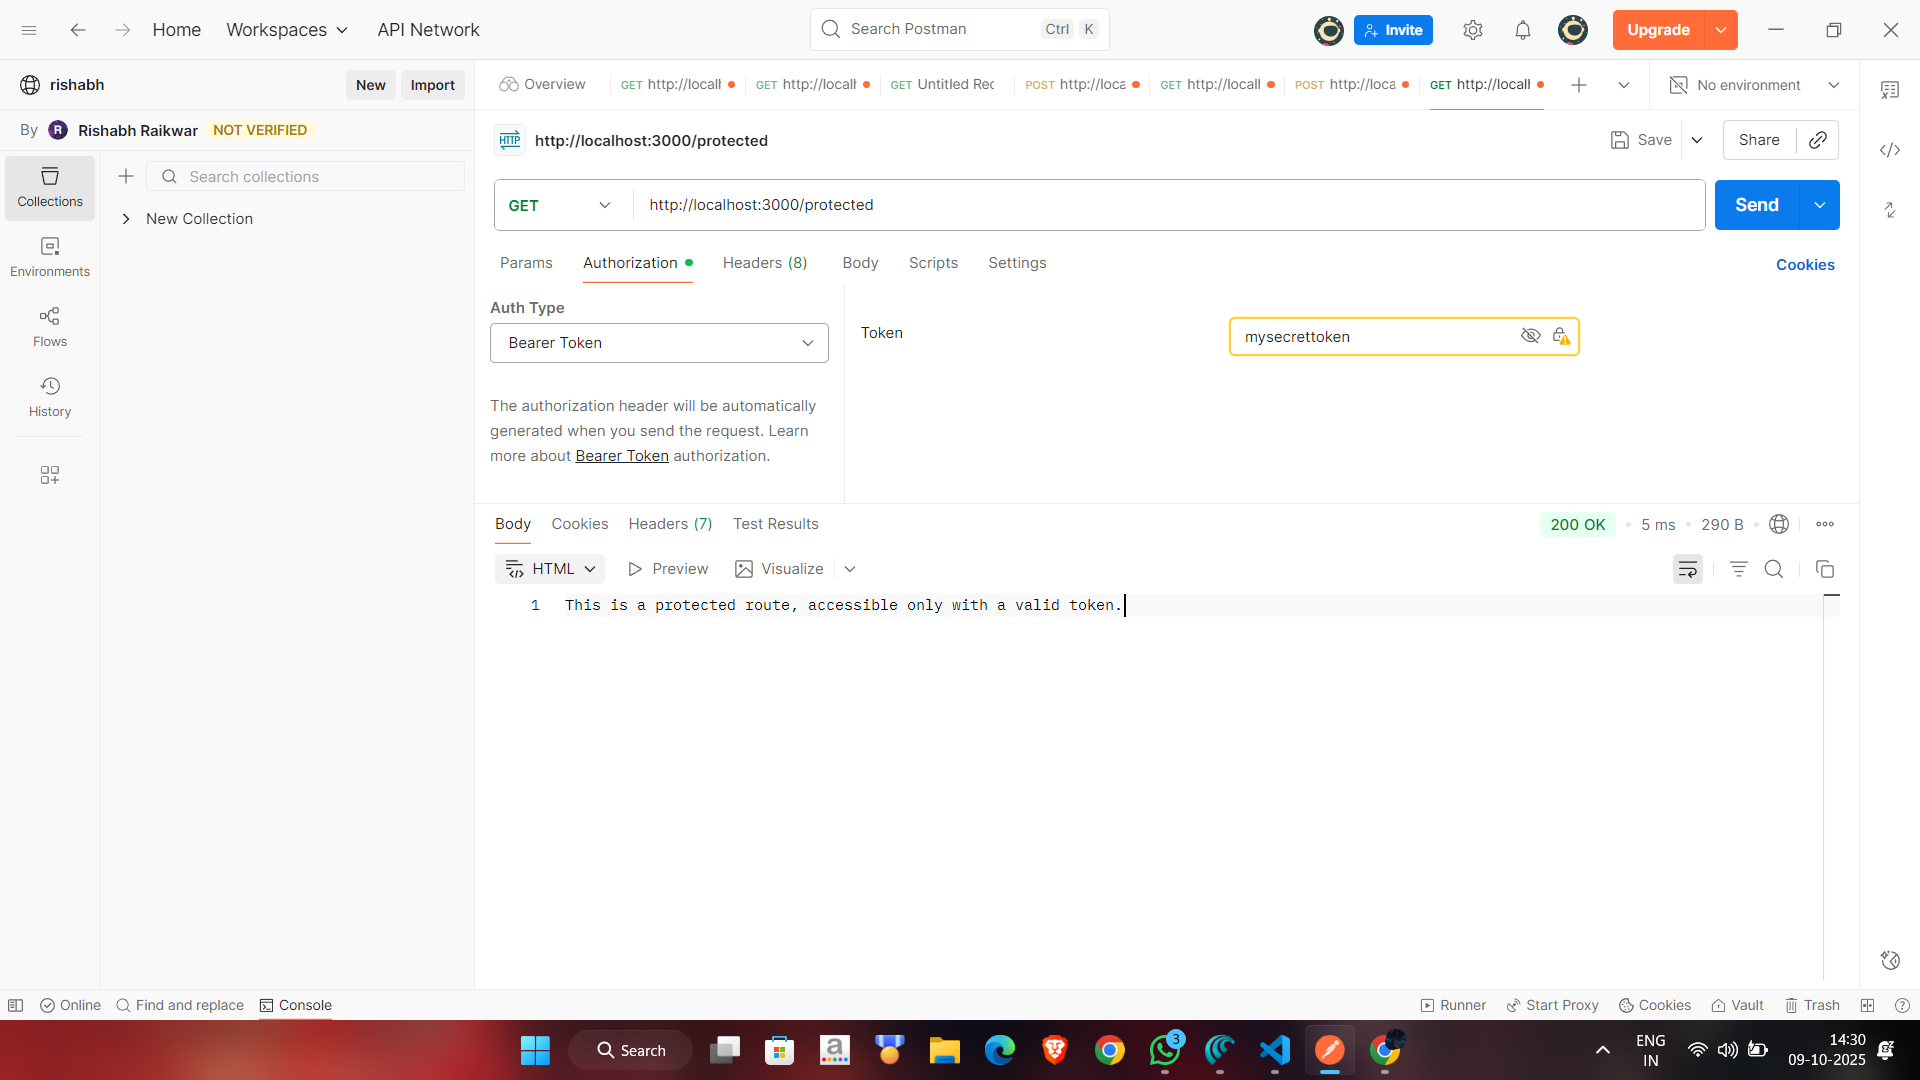 Home Workspaces API Network Search Postman Ctrl K Invite Upgrade
rishabh New Import Overview GET http://locall GET http://locall GET Untitled Rec POST http://loca GET http://locall POST http://loca GET http://locall No environment
By R Rishabh Raikwar NOT VERIFIED
HTTP http://localhost:3000/protected Save Share
Collections
Search collections
New Collection
Environments
Flows
History
GET http://localhost:3000/protected Send
Params Authorization Headers (8) Body Scripts Settings Cookies
Auth Type
Bearer Token
Token mysecrettoken
The authorization header will be automatically
generated when you send the request. Learn
more about Bearer Token authorization.
Body Cookies Headers (7) Test Results 200 OK 5 ms 290 B
HTML Preview Visualize
1 This is a protected route, accessible only with a valid token.
Online Find and replace Console Runner Start Proxy Cookies Vault Trash
Search a 3 ENG 14:30
IN 09-10-2025